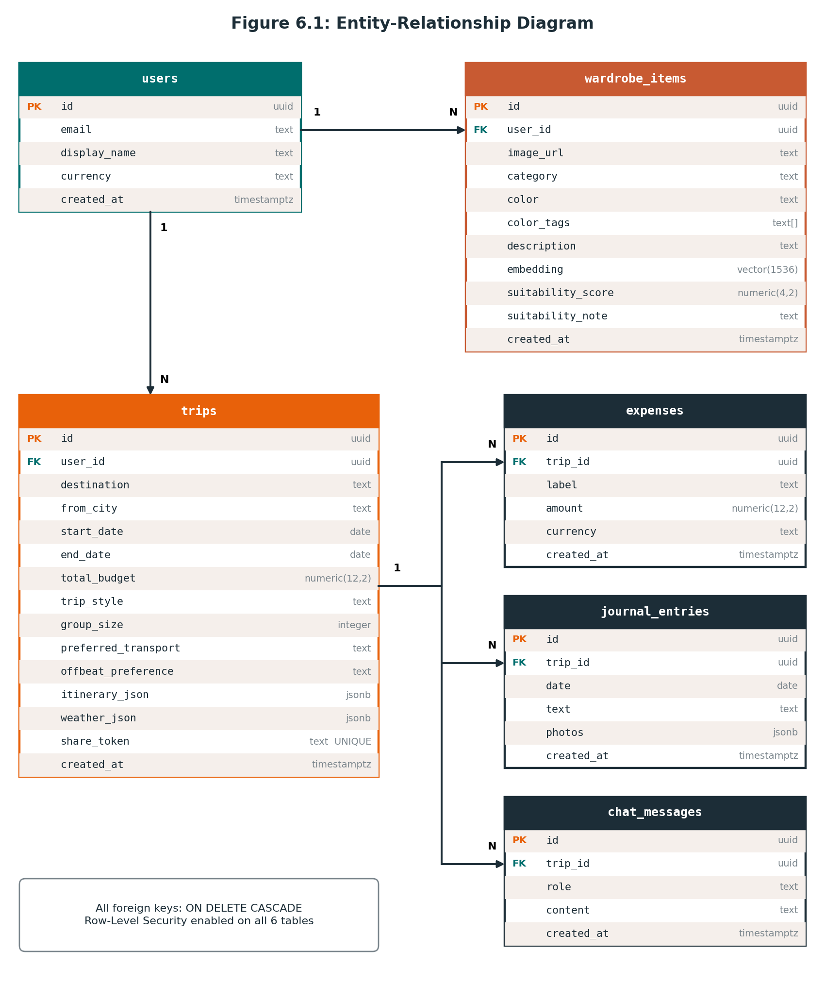 Figure 6.1: Entity-Relationship Diagram
users
PK id uuid
email text
display_name text
currency text
created_at timestamptz
1 N
wardrobe_items
PK id uuid
FK user_id uuid
image_url text
category text
color text
color_tags text[]
description text
embedding vector(1536)
suitability_score numeric(4,2)
suitability_note text
created_at timestamptz
1
N
trips
PK id uuid
FK user_id uuid
destination text
from_city text
start_date date
end_date date
total_budget numeric(12,2)
trip_style text
group_size integer
preferred_transport text
offbeat_preference text
itinerary_json jsonb
weather_json jsonb
share_token text UNIQUE
created_at timestamptz
1
N
expenses
PK id uuid
FK trip_id uuid
label text
amount numeric(12,2)
currency text
created_at timestamptz
N
journal_entries
PK id uuid
FK trip_id uuid
date date
text text
photos jsonb
created_at timestamptz
N
chat_messages
PK id uuid
FK trip_id uuid
role text
content text
created_at timestamptz
All foreign keys: ON DELETE CASCADE
Row-Level Security enabled on all 6 tables